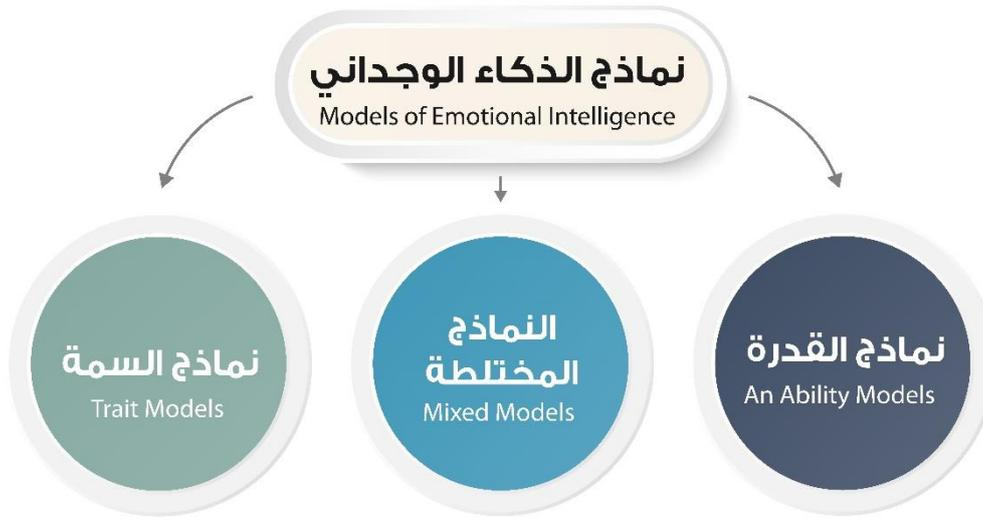 نماذج الذكاء الوجداني
Models of Emotional Intelligence
نماذج القدرة
An Ability Models
النماذج
المختلطة
Mixed Models
نماذج السمة
Trait Models